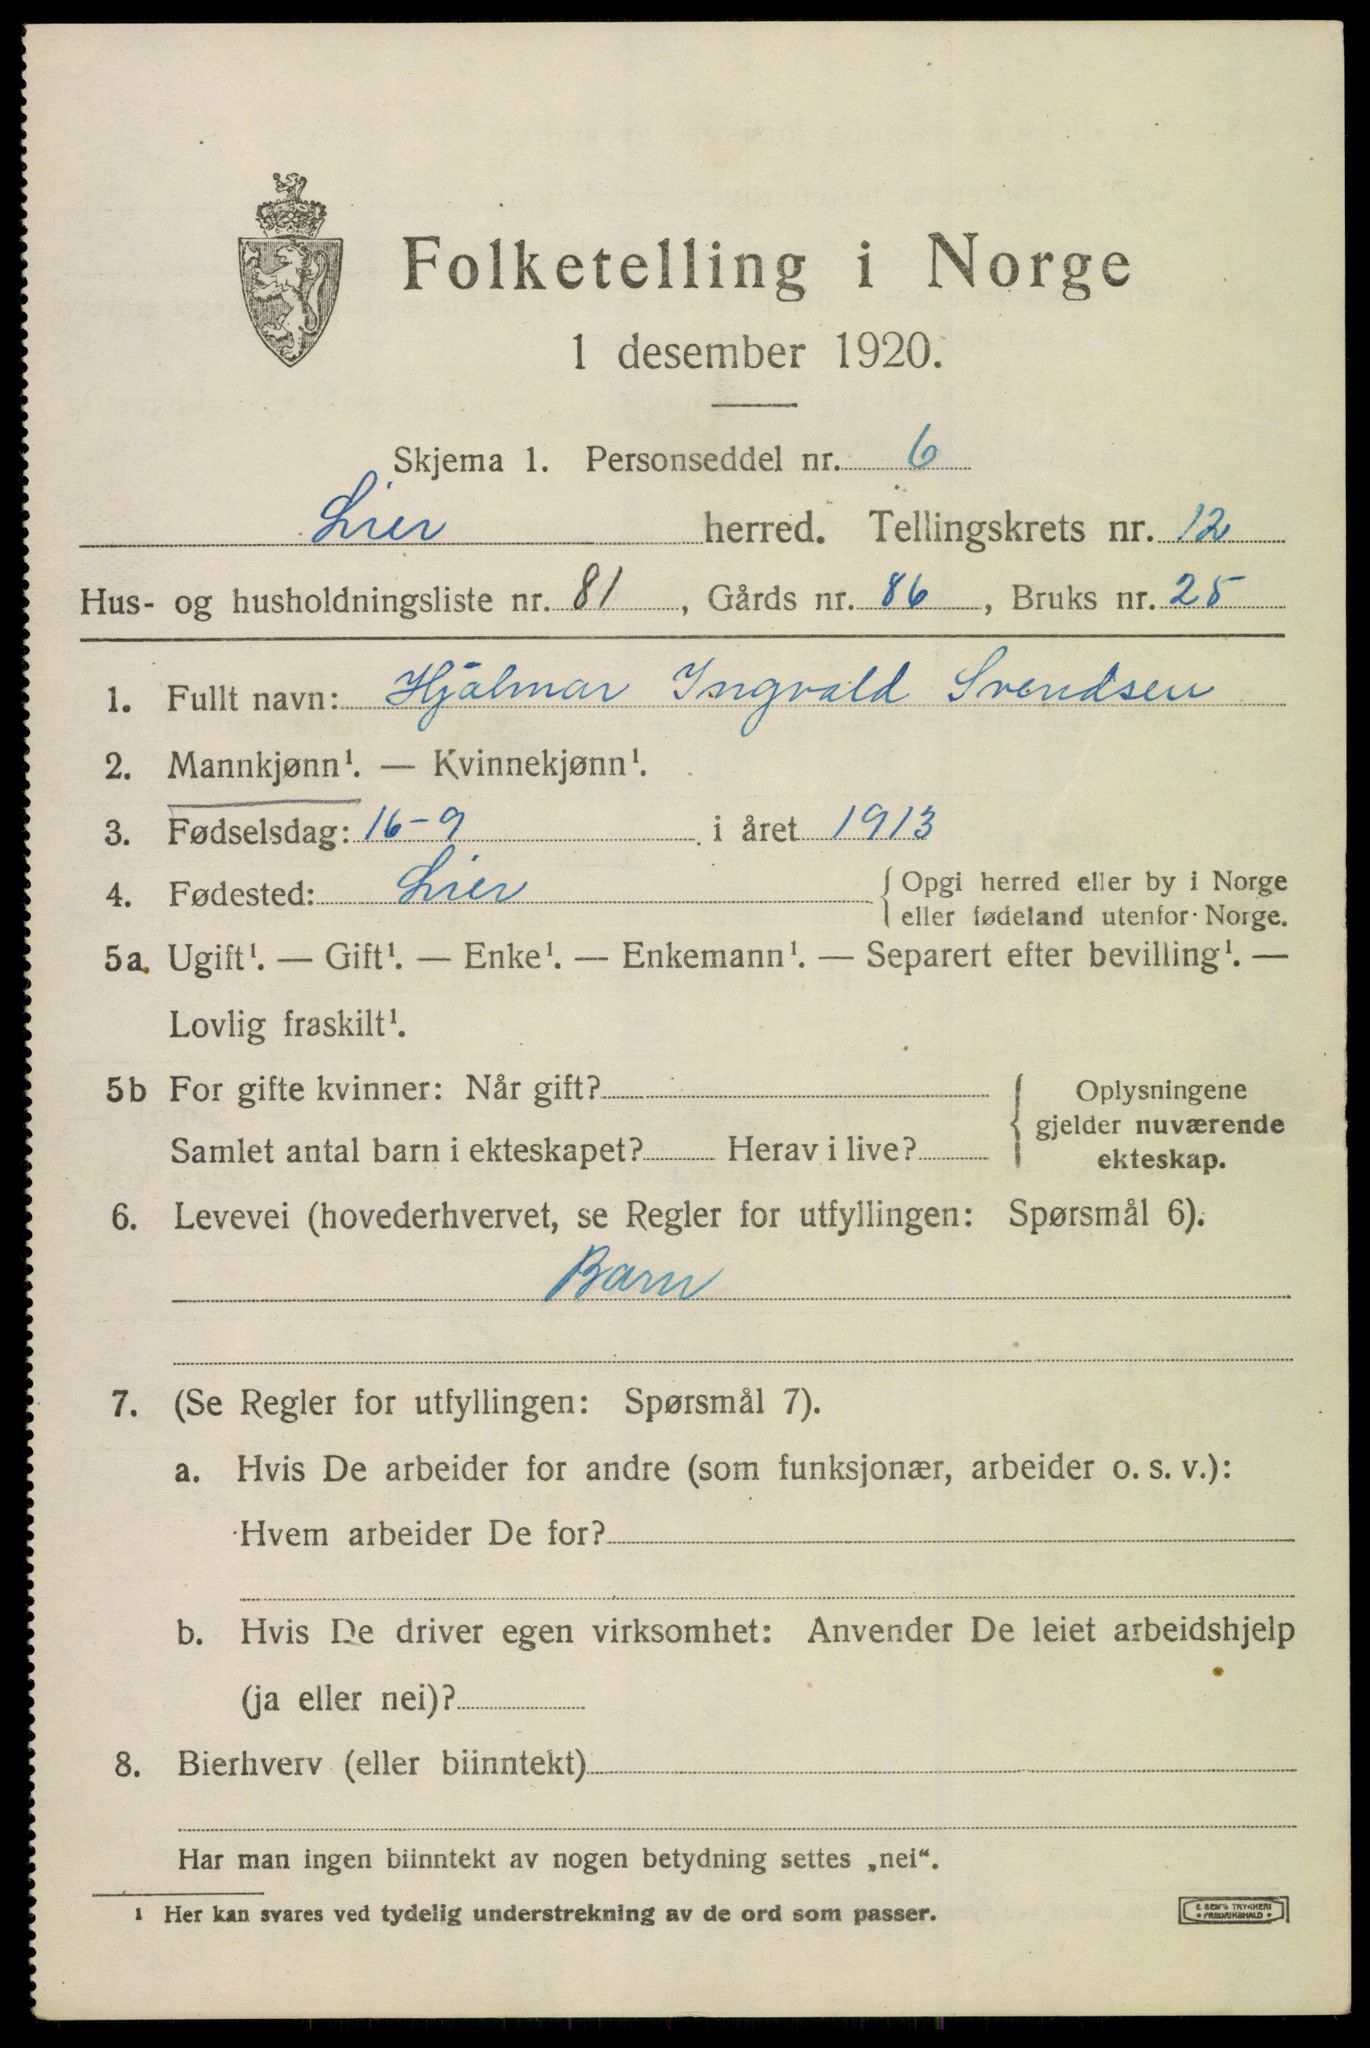 Folketelling i Norge
1 desember 1920.
Skjema 1. Personseddel nr. 6
Lier herred. Tellingskrets nr. 12
Hus- og husholdningsliste nr. 81, Gårds nr. 86, Bruks nr. 25
1. Fullt navn: Hjalmar Ingvald Svendsen
2. Mannkjønn¹. — Kvinnekjønn¹.
3. Fødselsdag: 16-9 i året 1913
4. Fødested: Lier { Opgi herred eller by i Norge
eller fødeland utenfor Norge.
5a Ugift¹. — Gift¹. — Enke¹. — Enkemann¹. — Separert efter bevilling¹. —
Lovlig fraskilt¹.
5b For gifte kvinner: Når gift? { Oplysningene
gjelder nuværende
Samlet antal barn i ekteskapet? Herav i live? ekteskap.
6. Levevei (hovederhvervet, se Regler for utfyllingen: Spørsmål 6).
Barn
7. (Se Regler for utfyllingen: Spørsmål 7).
a. Hvis De arbeider for andre (som funksjonær, arbeider o. s. v.):
Hvem arbeider De for?
b. Hvis De driver egen virksomhet: Anvender De leiet arbeidshjelp
(ja eller nei)?
8. Bierhverv (eller biinntekt)
Har man ingen biinntekt av nogen betydning settes „nei“.
¹ Her kan svares ved tydelig understrekning av de ord som passer.
E. SEM'S TRYKKERI
• FREDRIKSHALD •